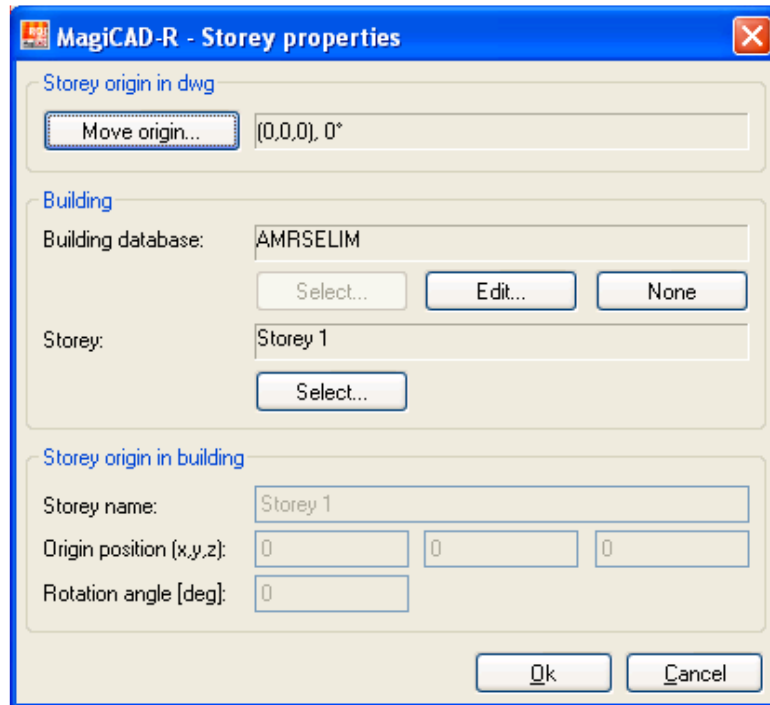 MagiCAD-R - Storey properties
Storey origin in dwg
Move origin... (0,0,0), 0°
Building
Building database: AMRSELIM
Select... Edit... None
Storey: Storey 1
Select...
Storey origin in building
Storey name: Storey 1
Origin position (x,y,z): 0 0 0
Rotation angle [deg]: 0
Ok Cancel